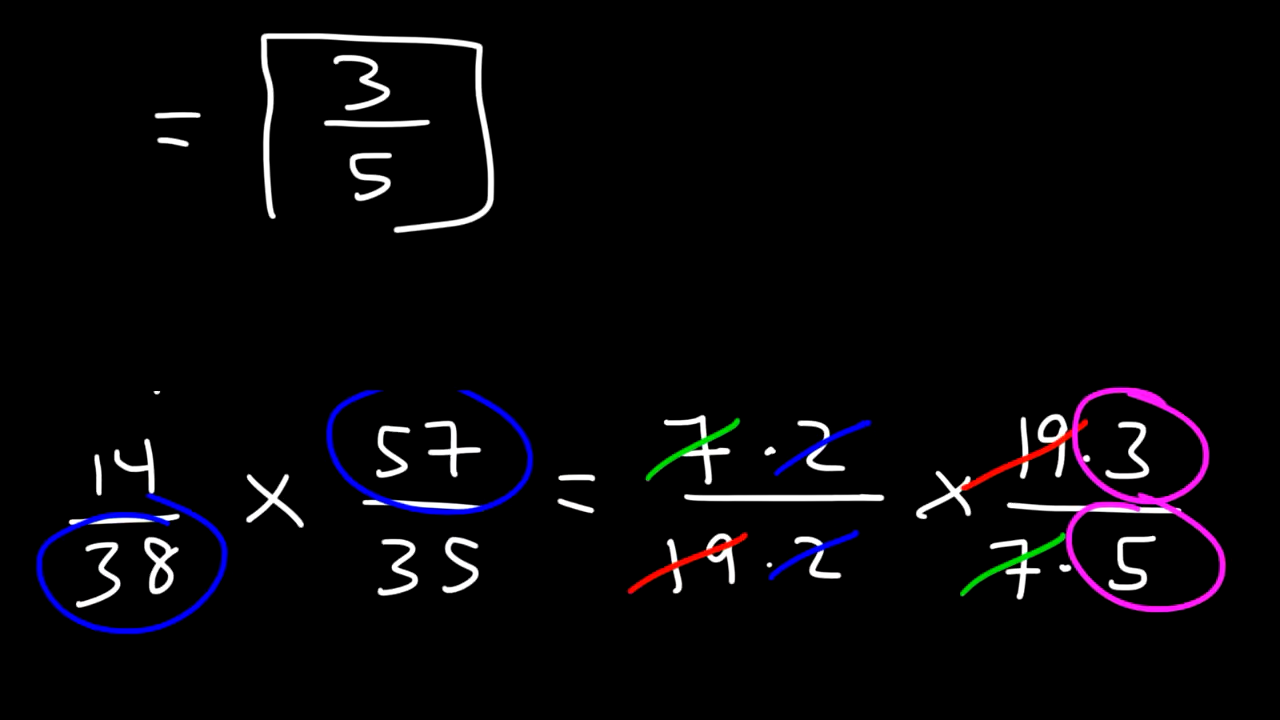 = 3/5
14/38 × 57/35 = 7·2/19·2 × 19·3/7·5